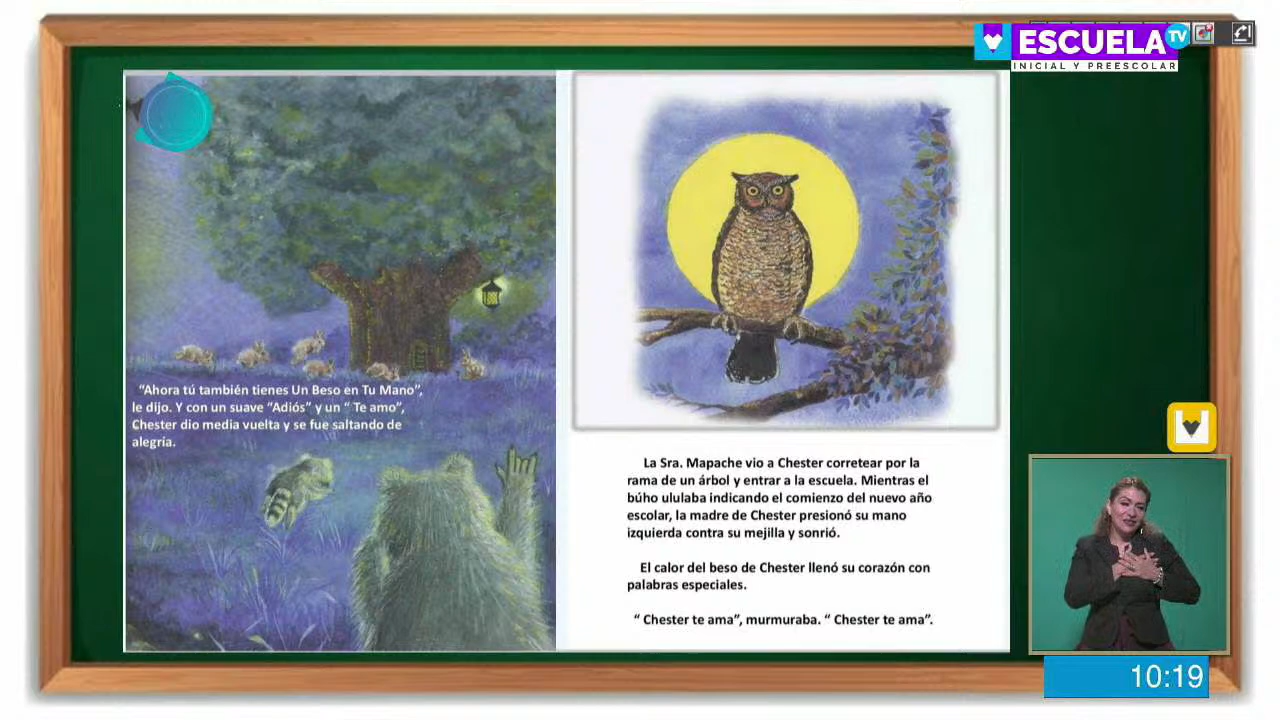 ESCUELA TV
INICIAL Y PREESCOLAR
“Ahora tú también tienes Un Beso en Tu Mano”,
le dijo. Y con un suave “Adiós” y un “ Te amo”,
Chester dio media vuelta y se fue saltando de
alegría.
La Sra. Mapache vio a Chester corretear por la
rama de un árbol y entrar a la escuela. Mientras el
búho ululaba indicando el comienzo del nuevo año
escolar, la madre de Chester presionó su mano
izquierda contra su mejilla y sonrió.
El calor del beso de Chester llenó su corazón con
palabras especiales.
“ Chester te ama”, murmuraba. “ Chester te ama”.
10:19